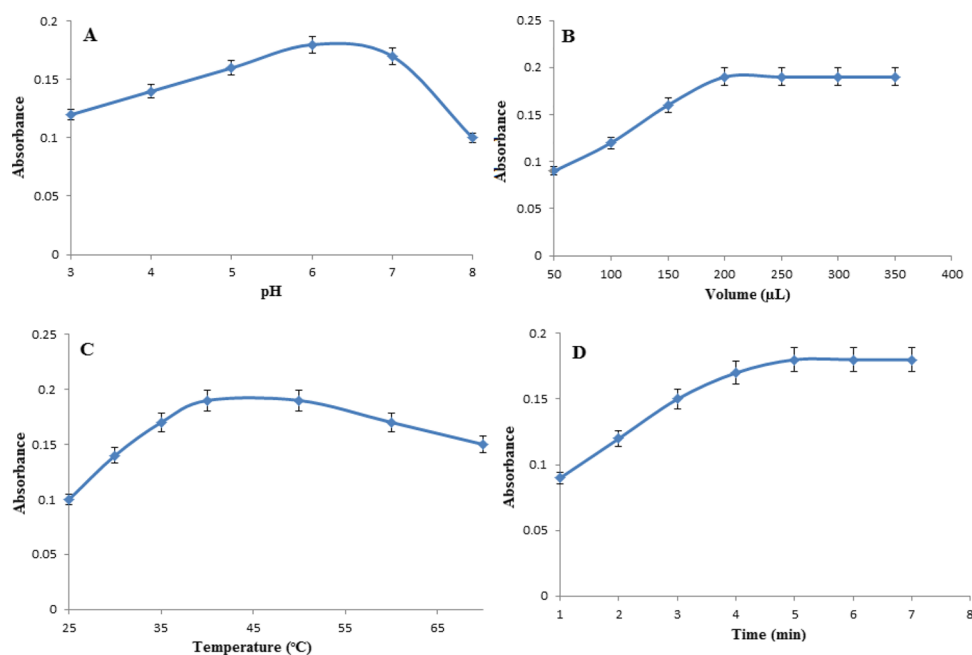 A
0.2
0.15
0.1
0.05
0
Absorbance
3 4 5 6 7 8
pH
B
0.25
0.2
0.15
0.1
0.05
0
Absorbance
50 100 150 200 250 300 350 400
Volume (µL)
C
0.25
0.2
0.15
0.1
0.05
0
Absorbance
25 35 45 55 65
Temperature (°C)
D
0.2
0.15
0.1
0.05
0
Absorbance
1 2 3 4 5 6 7 8
Time (min)